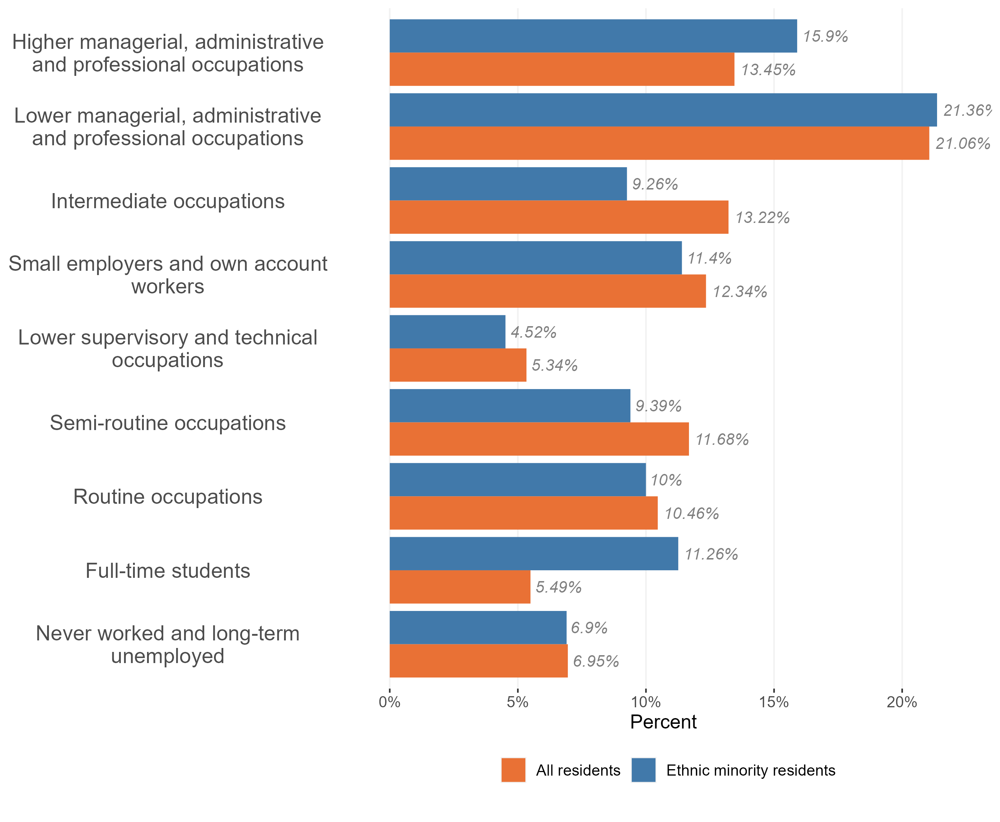 Higher managerial, administrative
and professional occupations
15.9%
13.45%
Lower managerial, administrative
and professional occupations
21.36%
21.06%
Intermediate occupations
9.26%
13.22%
Small employers and own account
workers
11.4%
12.34%
Lower supervisory and technical
occupations
4.52%
5.34%
Semi-routine occupations
9.39%
11.68%
Routine occupations
10%
10.46%
Full-time students
11.26%
5.49%
Never worked and long-term
unemployed
6.9%
6.95%
0% 5% 10% 15% 20%
Percent
All residents Ethnic minority residents